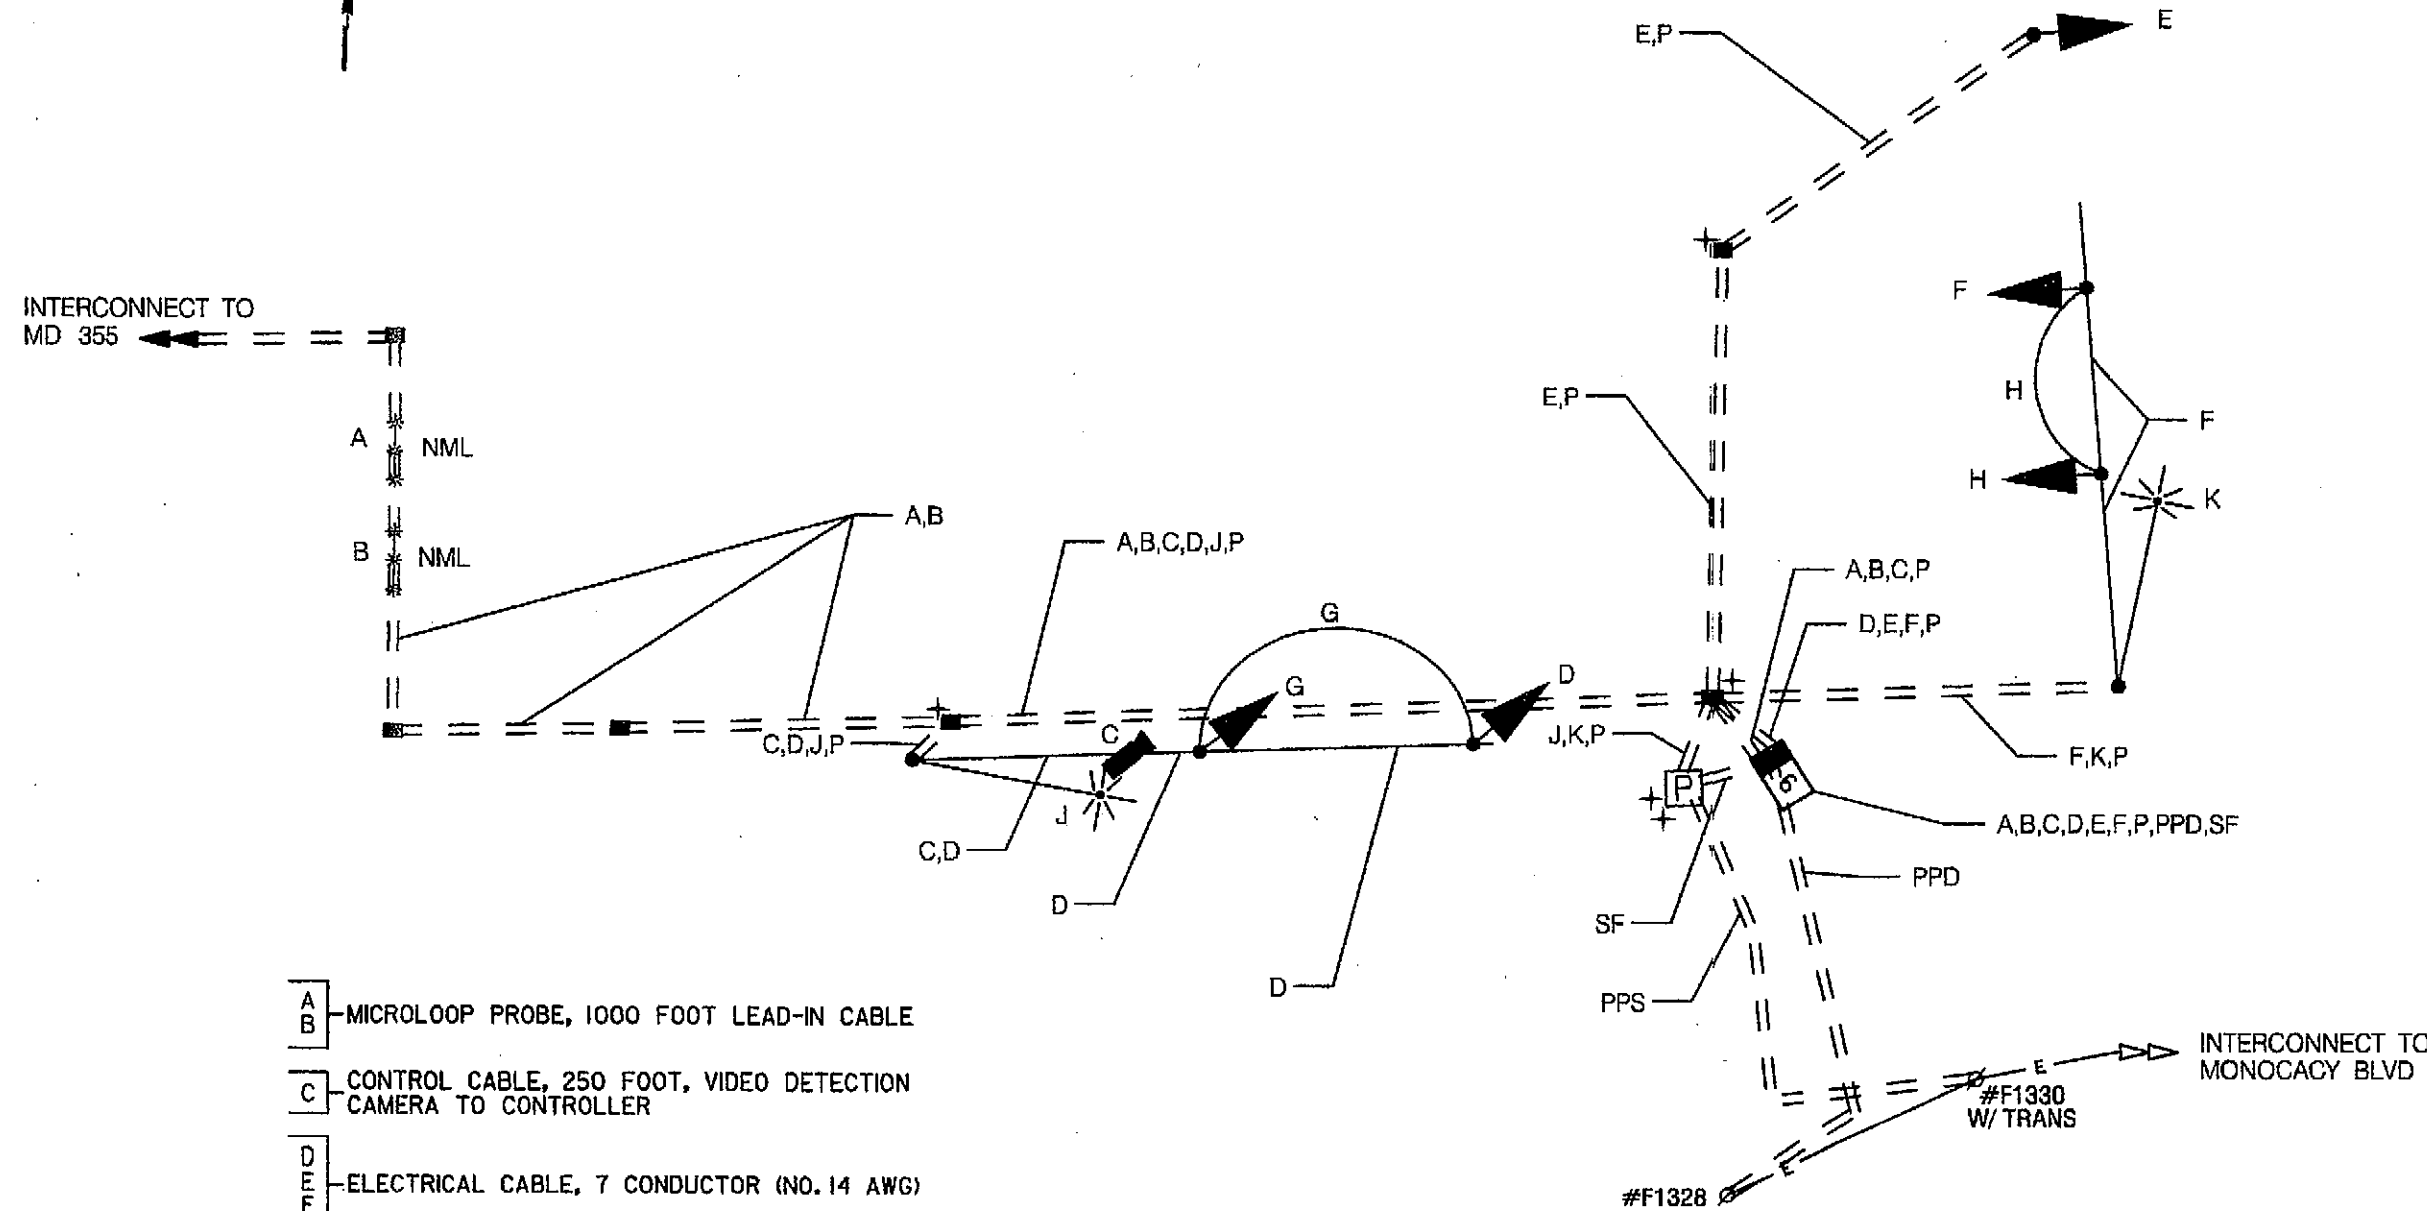 E,P
E
INTERCONNECT TO
MD 355
F
H
F
E,P
H
K
A
NML
B
NML
A,B
A,B,C,D,J,P
A,B,C,P
D,E,F,P
G
G
D
C,D,J,P
C
J,K,P
F,K,P
P
J
C,D
A,B,C,D,E,F,P,PPD,SF
D
PPD
SF
D
PPS
A
B
MICROLOOP PROBE, 1000 FOOT LEAD-IN CABLE
C
CONTROL CABLE, 250 FOOT, VIDEO DETECTION
CAMERA TO CONTROLLER
D
E
F
ELECTRICAL CABLE, 7 CONDUCTOR (NO. 14 AWG)
INTERCONNECT TO
MONOCACY BLVD
E
#F1330
W/ TRANS
E
#F1328